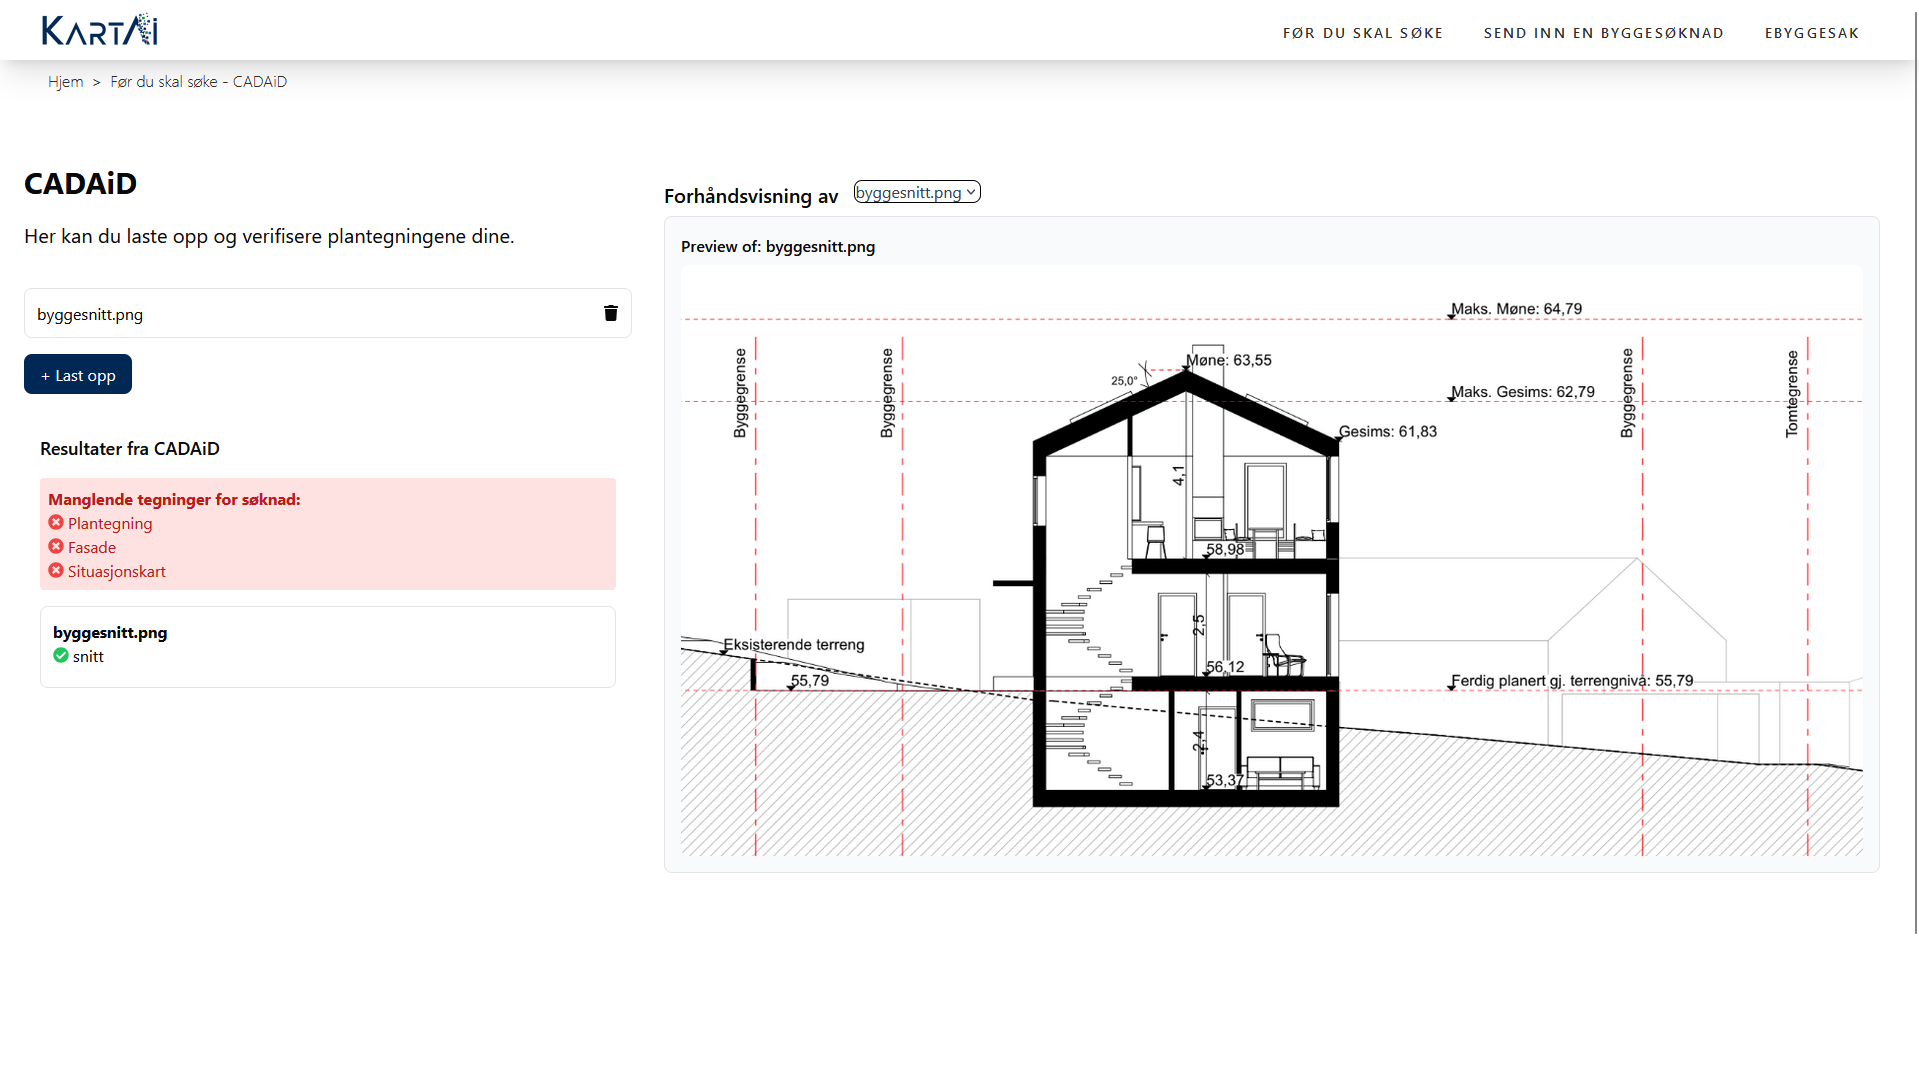 KARTAi
FØR DU SKAL SØKE
SEND INN EN BYGGESØKNAD
EBYGGESAK
Hjem > Før du skal søke - CADAiD
CADAiD
Her kan du laste opp og verifisere plantegningene dine.
byggesnitt.png
+ Last opp
Resultater fra CADAiD
Manglende tegninger for søknad:
Plantegning
Fasade
Situasjonskart
byggesnitt.png
snitt
Forhåndsvisning av byggesnitt.png
Preview of: byggesnitt.png
Maks. Møne: 64,79
Byggegrense
Byggegrense
Byggegrense
Tomtegrense
Møne: 63,55
25,0°
Maks. Gesims: 62,79
Gesims: 61,83
4,1
58,98
2,5
56,12
Eksisterende terreng
55,79
Ferdig planert gj. terrengnivå: 55,79
2,4
53,37